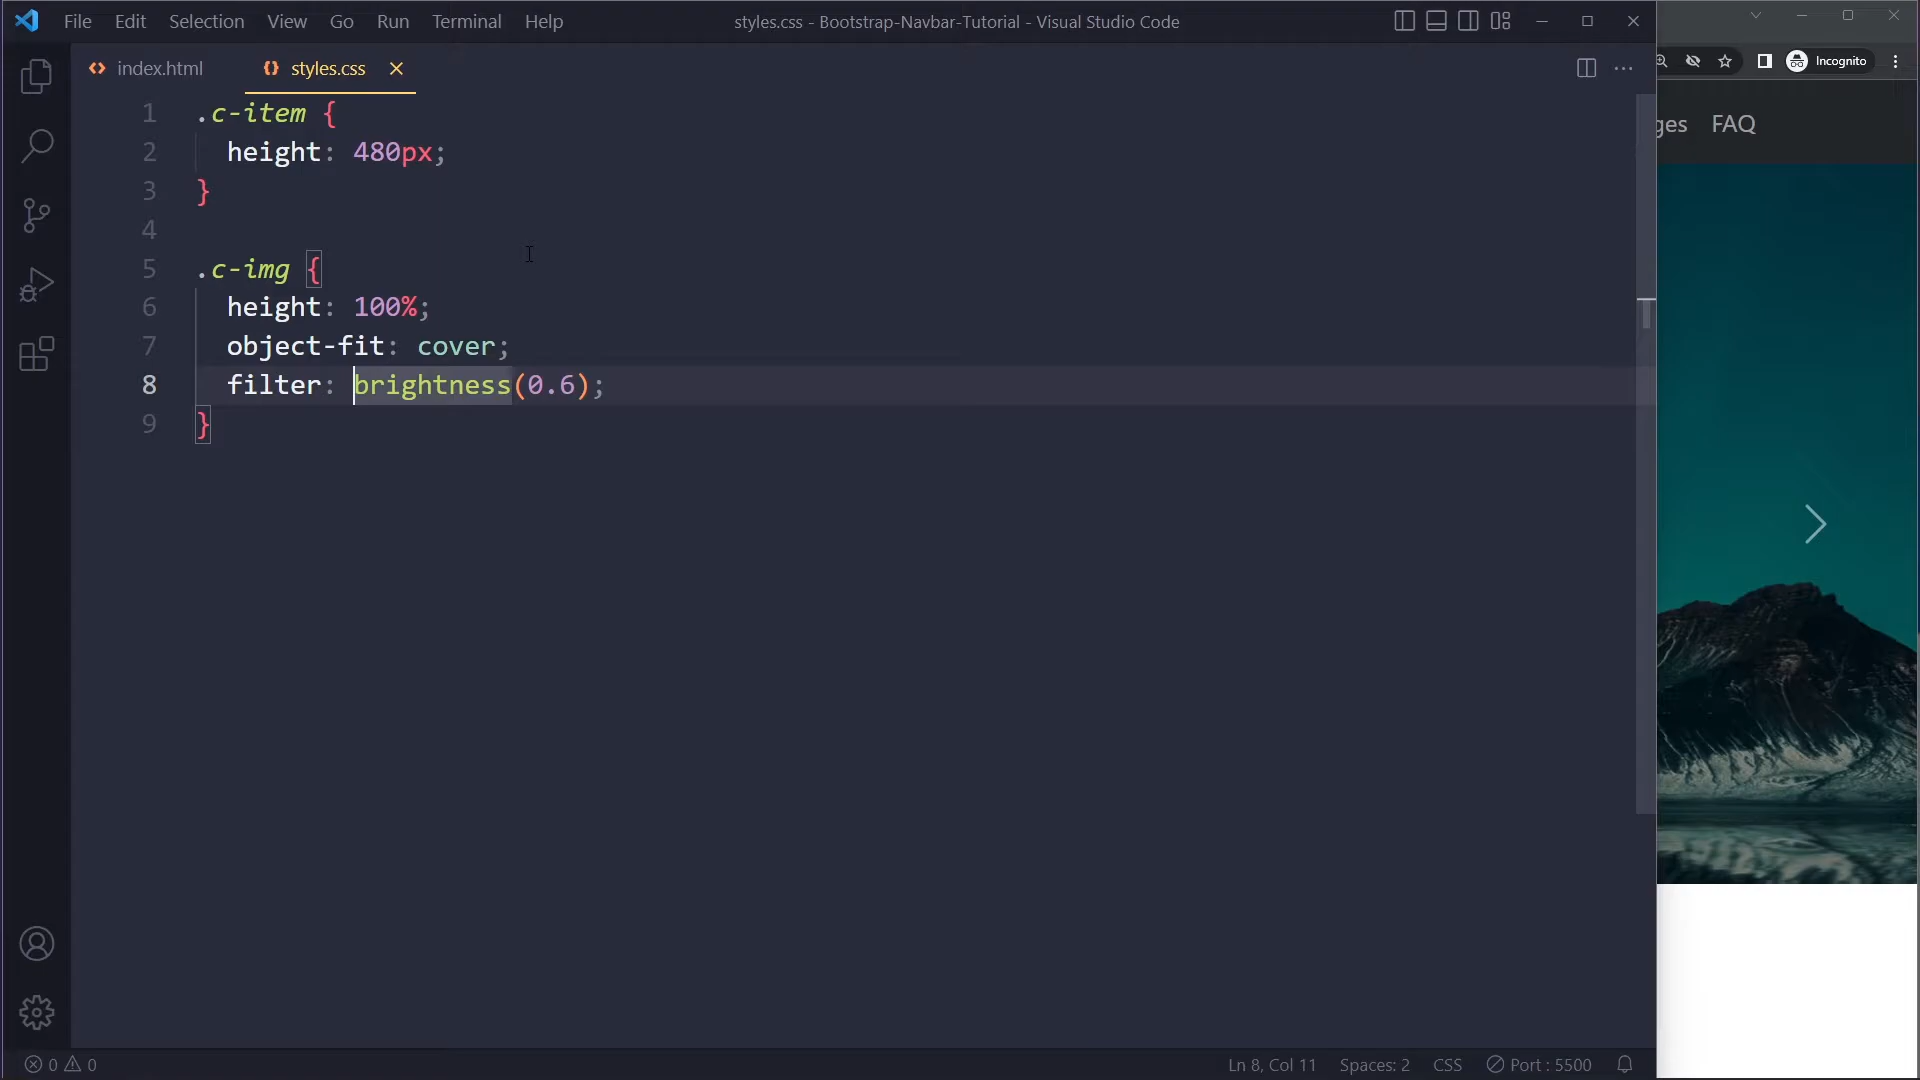 File Edit Selection View Go Run Terminal Help
styles.css - Bootstrap-Navbar-Tutorial - Visual Studio Code
index.html
styles.css
1 .c-item {
2 height: 480px;
3 }
4
5 .c-img {
6 height: 100%;
7 object-fit: cover;
8 filter: brightness(0.6);
9 }
0 0
Ln 8, Col 11 Spaces: 2 CSS Port : 5500
Incognito
ges FAQ